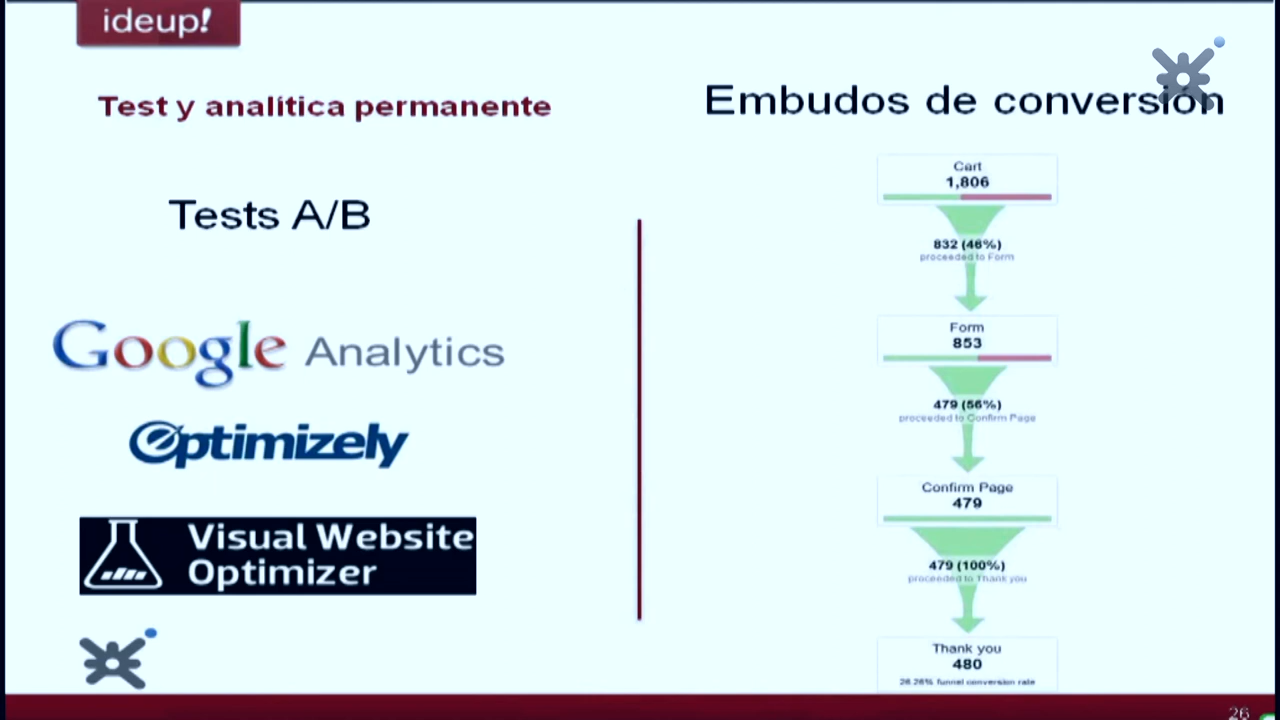 ideup!
Test y analítica permanente
Tests A/B
Google Analytics
Optimizely
Visual Website
Optimizer
Embudos de conversión
Cart
1,806
832 (46%)
proceeded to Form
Form
853
479 (56%)
proceeded to Confirm Page
Confirm Page
479
479 (100%)
proceeded to Thank you
Thank you
480
26.26% funnel conversion rate
26